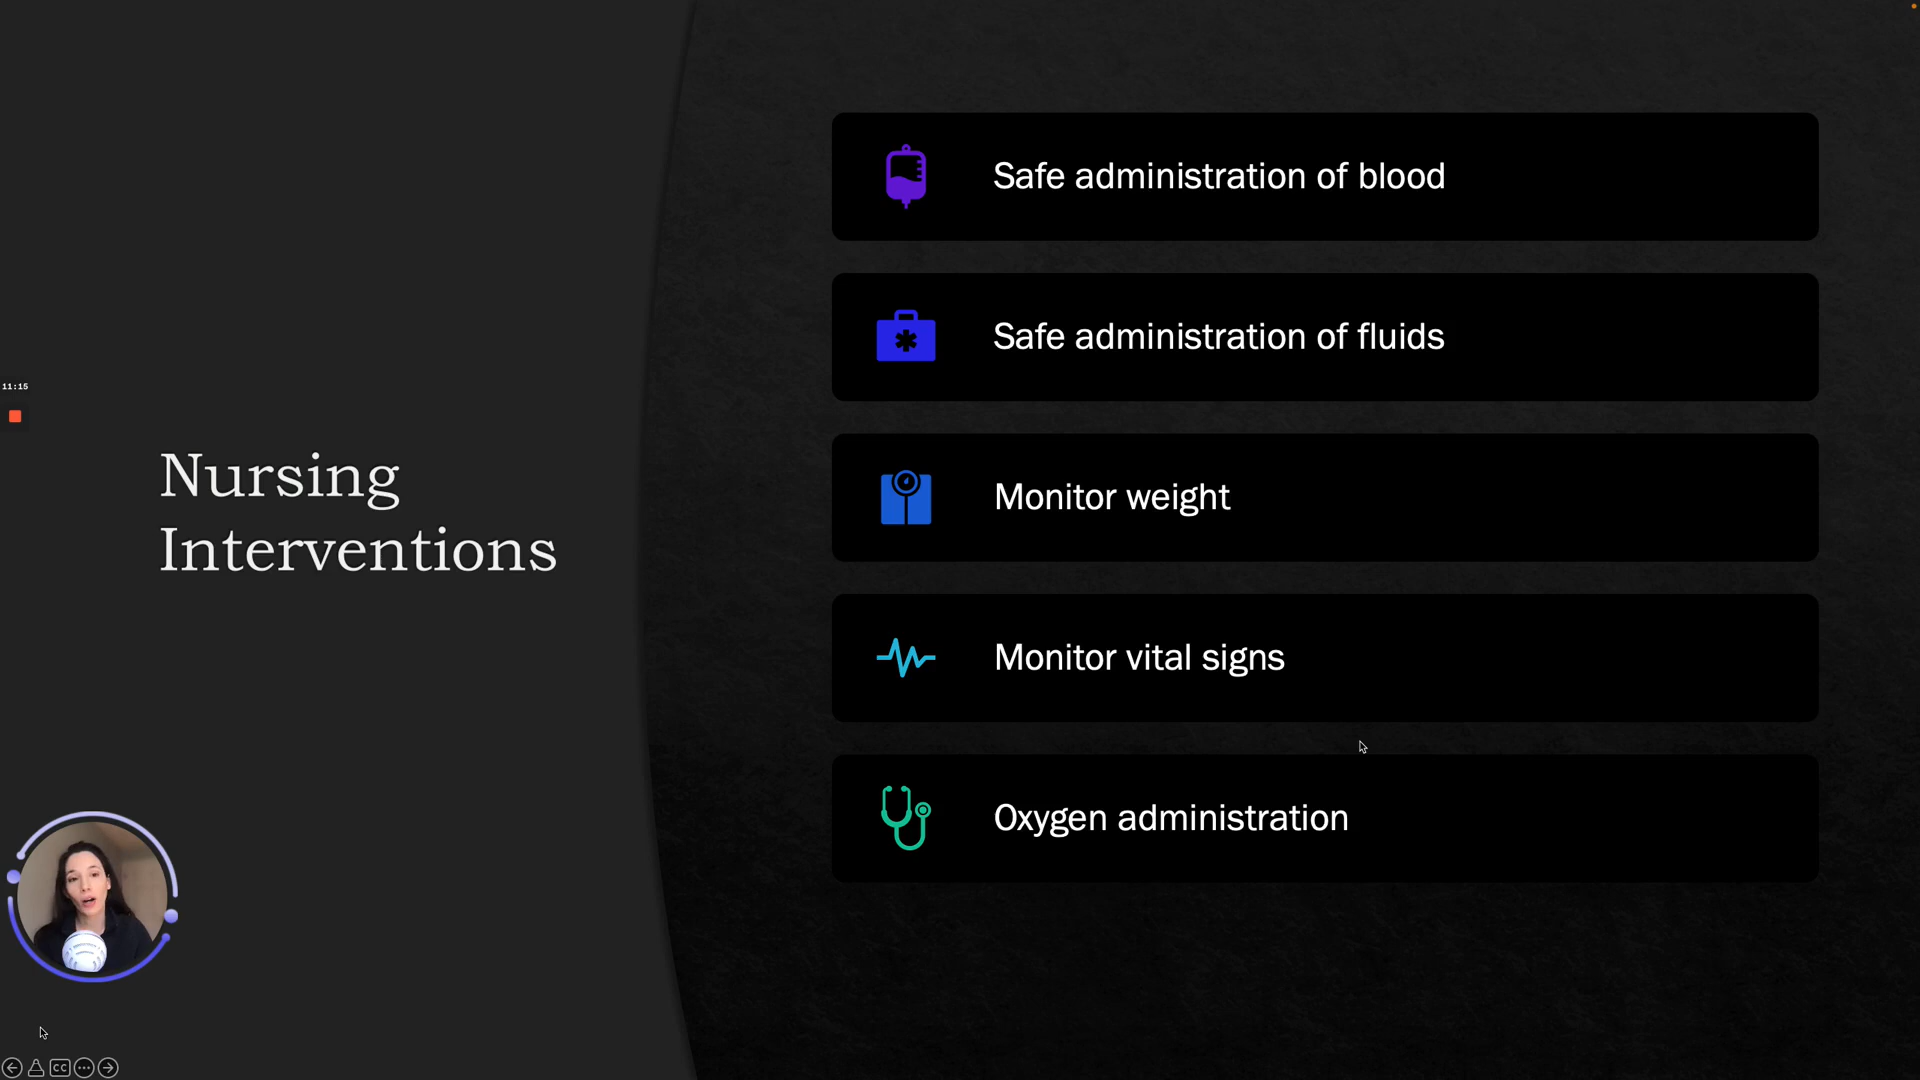 11:15
Nursing
Interventions
Safe administration of blood
Safe administration of fluids
Monitor weight
Monitor vital signs
Oxygen administration
CC